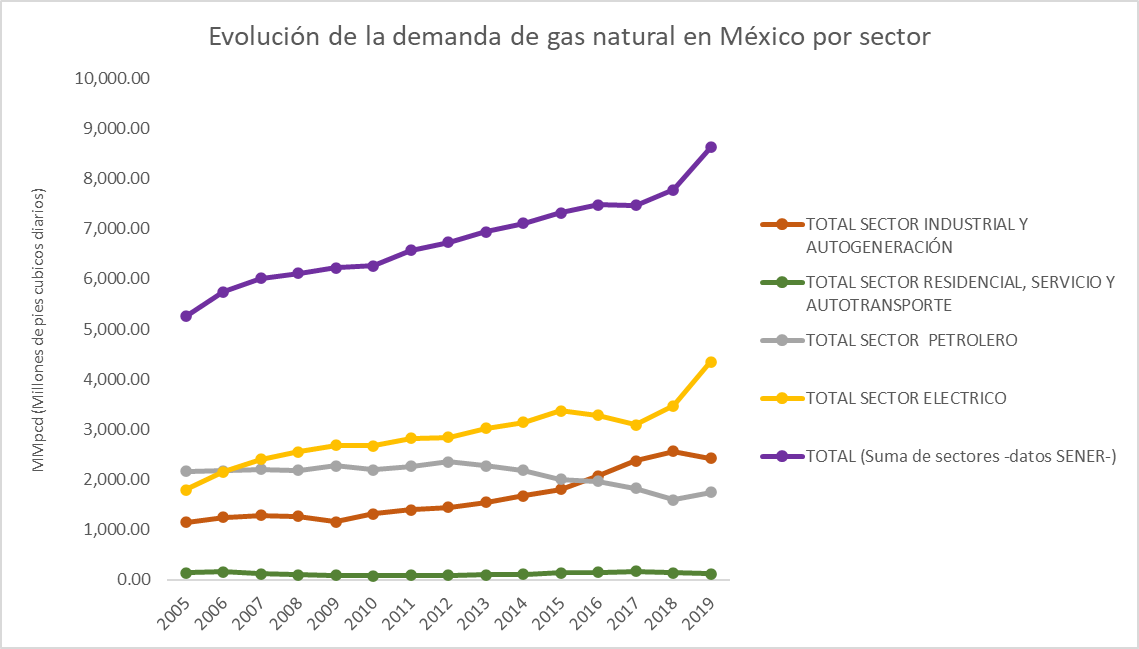 Evolución de la demanda de gas natural en México por sector
10,000.00
9,000.00
8,000.00
7,000.00
6,000.00
5,000.00
4,000.00
3,000.00
2,000.00
1,000.00
0.00
MMpcd (Millones de pies cubicos diarios)
2005
2006
2007
2008
2009
2010
2011
2012
2013
2014
2015
2016
2017
2018
2019
TOTAL SECTOR INDUSTRIAL Y
AUTOGENERACIÓN
TOTAL SECTOR RESIDENCIAL, SERVICIO Y
AUTOTRANSPORTE
TOTAL SECTOR PETROLERO
TOTAL SECTOR ELECTRICO
TOTAL (Suma de sectores -datos SENER-)